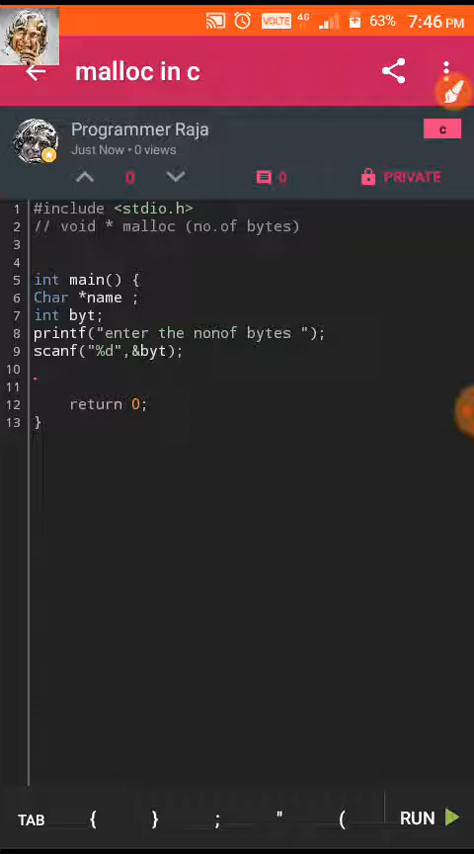 VOLTE 4G 63% 7:46 PM
malloc in c
Programmer Raja
c
Just Now • 0 views
0 0 PRIVATE
1 #include <stdio.h>
2 // void * malloc (no.of bytes)
3
4
5 int main() {
6 Char *name ;
7 int byt;
8 printf("enter the nonof bytes ");
9 scanf("%d",&byt);
10
11
12 return 0;
13 }
TAB { } ; " ( RUN